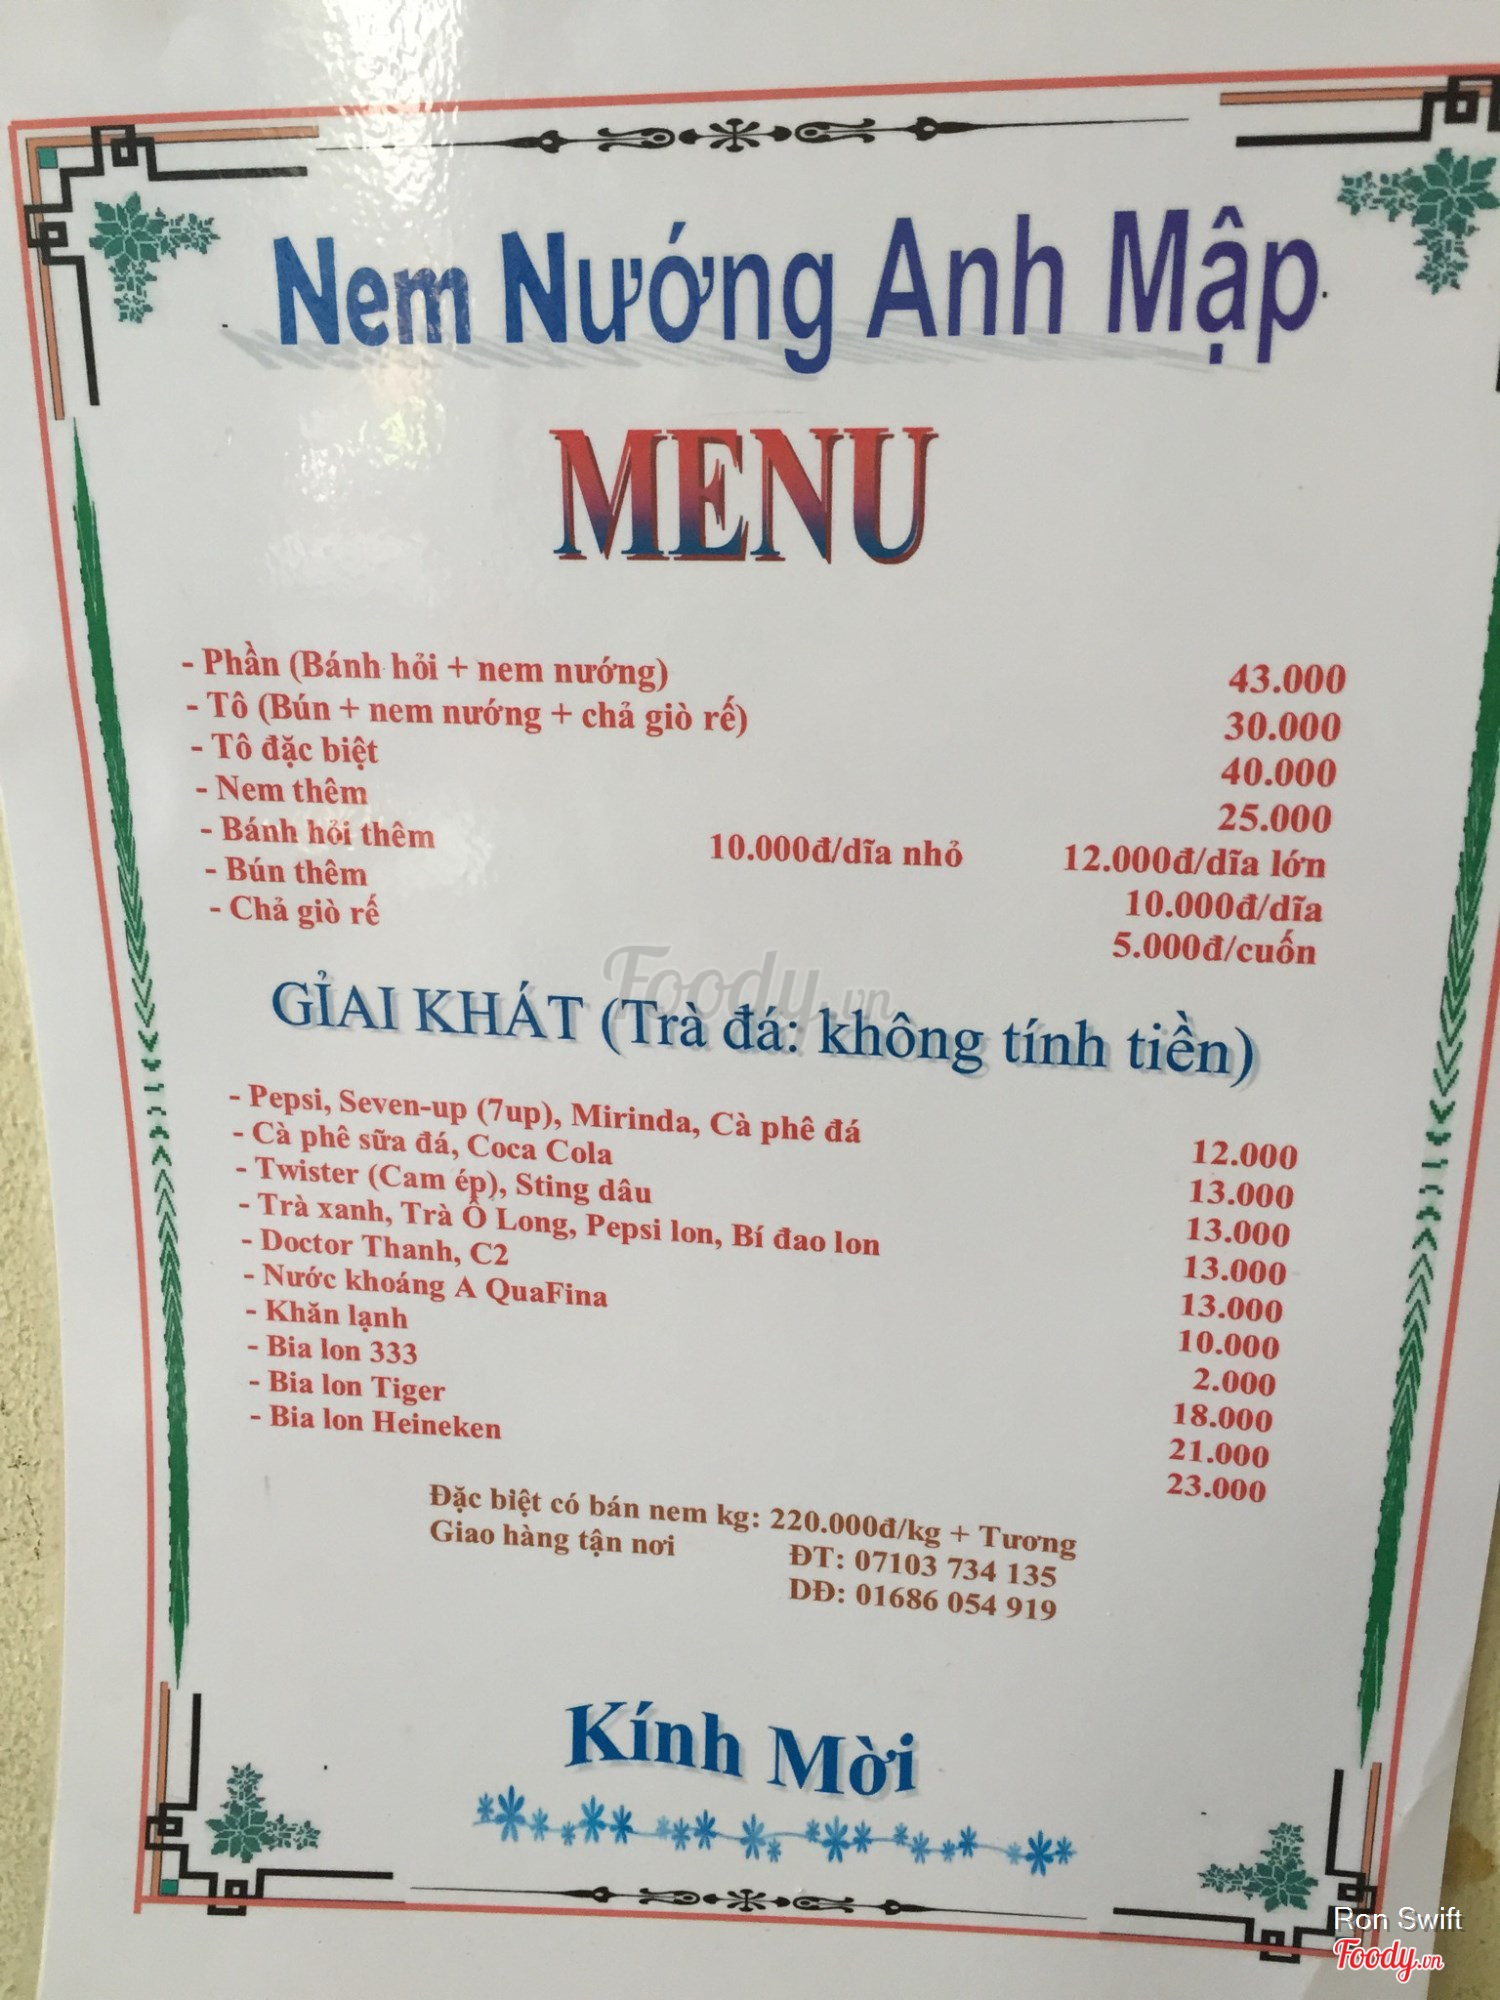 Nem Nướng Anh Mập
MENU
- Phần (Bánh hỏi + nem nướng) 43.000
- Tô (Bún + nem nướng + chả giò rế) 30.000
- Tô đặc biệt 40.000
- Nem thêm 25.000
- Bánh hỏi thêm 10.000đ/dĩa nhỏ 12.000đ/dĩa lớn
- Bún thêm 10.000đ/dĩa
- Chả giò rế 5.000đ/cuốn
Foody.vn
GỈAI KHÁT (Trà đá: không tính tiền)
- Pepsi, Seven-up (7up), Mirinda, Cà phê đá 12.000
- Cà phê sữa đá, Coca Cola 13.000
- Twister (Cam ép), Sting dâu 13.000
- Trà xanh, Trà Ô Long, Pepsi lon, Bí đao lon 13.000
- Doctor Thanh, C2 13.000
- Nước khoáng A QuaFina 10.000
- Khăn lạnh 2.000
- Bia lon 333 18.000
- Bia lon Tiger 21.000
- Bia lon Heineken 23.000
Đặc biệt có bán nem kg: 220.000đ/kg + Tương
Giao hàng tận nơi ĐT: 07103 734 135
DĐ: 01686 054 919
Kính Mời
Ron Swift
Foody.vn